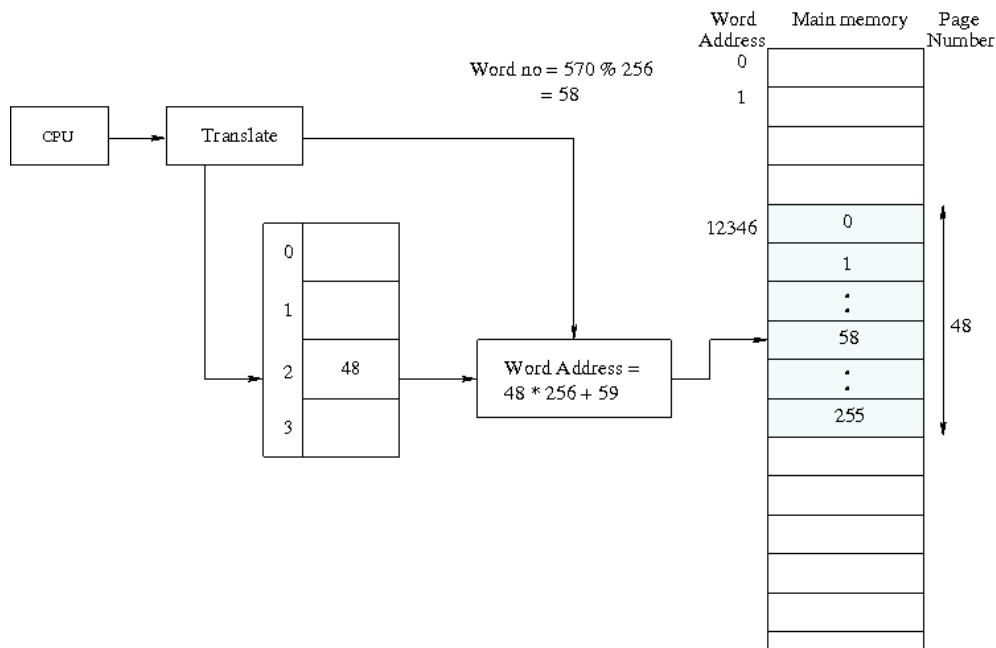 Word
Address
Main memory
Page
Number
0
1
Word no = 570 % 256
= 58
CPU
Translate
12346
0
1
:
58
:
255
48
0
1
2
48
3
Word Address =
48 * 256 + 59